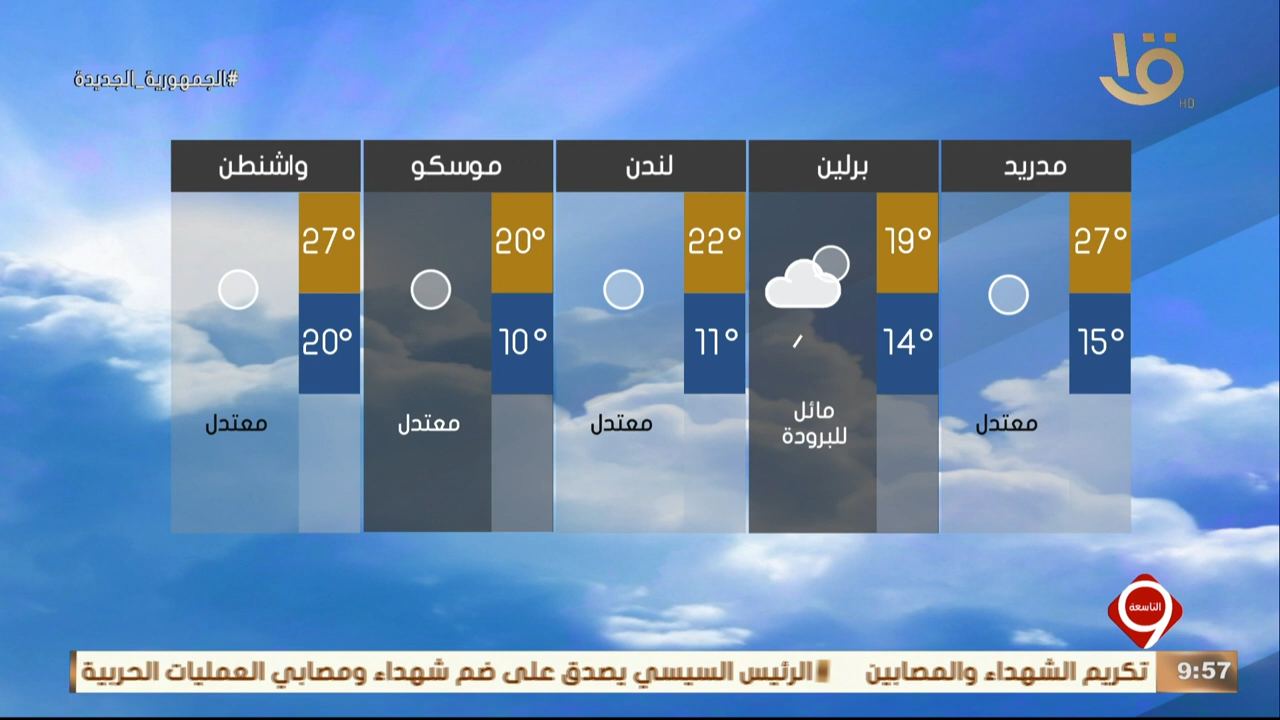 #الجمهورية_الجديدة
HD
مدريد
27°
15°
معتدل
برلين
19°
14°
مائل
للبرودة
لندن
22°
11°
معتدل
موسكو
20°
10°
معتدل
واشنطن
27°
20°
معتدل
التاسعة
9
9:57
تكريم الشهداء والمصابين
الرئيس السيسي يصدق على ضم شهداء ومصابي العمليات الحربية